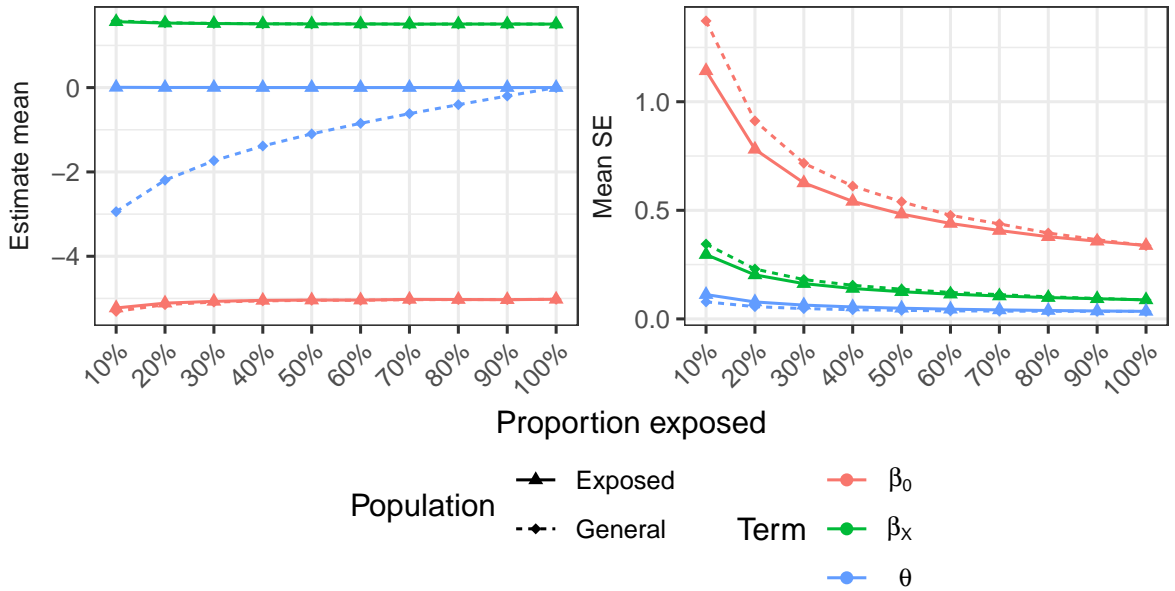 Estimate mean
0
−2
−4
10%
20%
30%
40%
50%
60%
70%
80%
90%
100%
Mean SE
1.0
0.5
0.0
10%
20%
30%
40%
50%
60%
70%
80%
90%
100%
Proportion exposed
Population
Exposed
General
Term
β0
βX
θ